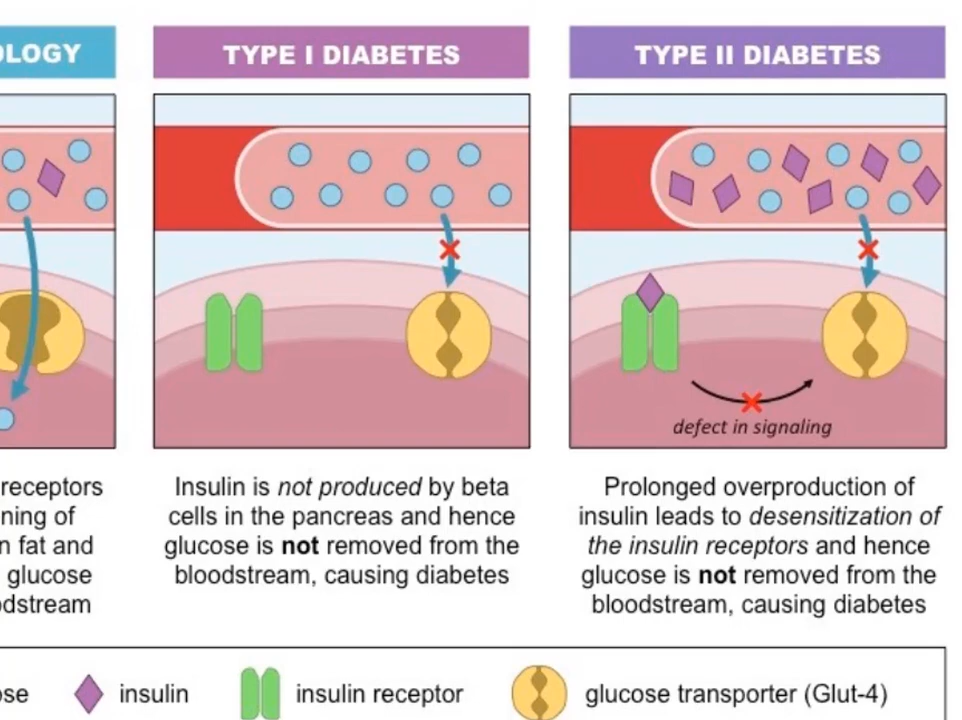 OLOGY
TYPE I DIABETES
TYPE II DIABETES
defect in signaling
receptors
ning of
n fat and
glucose
odstream
Insulin is not produced by beta
cells in the pancreas and hence
glucose is not removed from the
bloodstream, causing diabetes
Prolonged overproduction of
insulin leads to desensitization of
the insulin receptors and hence
glucose is not removed from the
bloodstream, causing diabetes
ose
insulin
insulin receptor
glucose transporter (Glut-4)